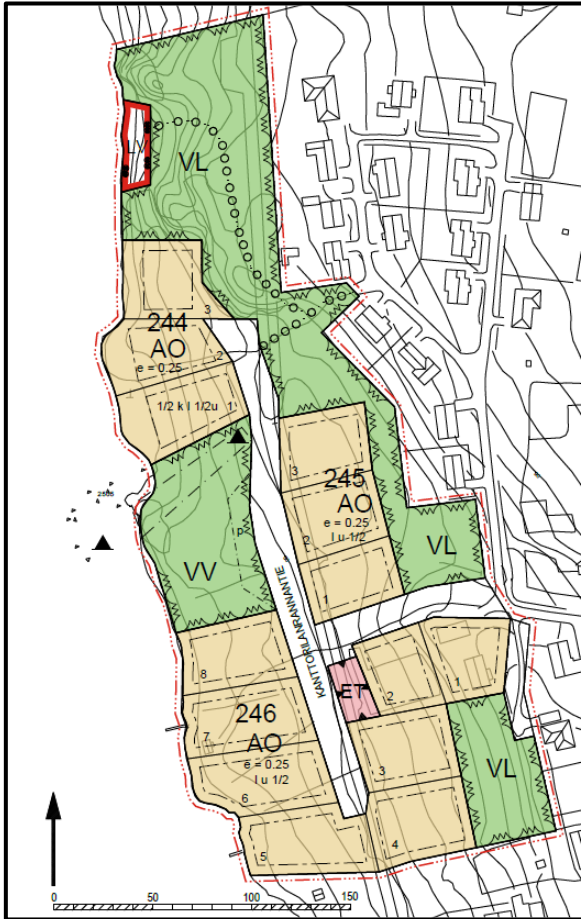 LV
VL
3
244
AO
2
e = 0.25
1/2 k I 1/2u
1
3
245
AO
e = 0.25
I u 1/2
2
VL
p
VV
KANTTORILANRANNANTIE
1
8
ET
2
1
246
7
AO
e = 0.25
I u 1/2
3
VL
6
5
4
0
50
100
150